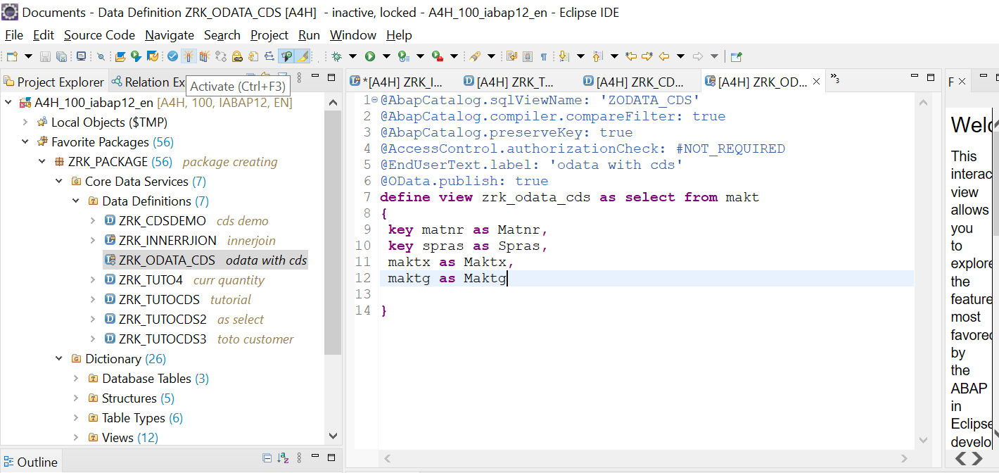 Documents - Data Definition ZRK_ODATA_CDS [A4H]  - inactive, locked - A4H_100_iabap12_en - Eclipse IDE
File Edit Source Code Navigate Search Project Run Window Help
Project Explorer
Relation Ex
Activate (Ctrl+F3)
A4H_100_iabap12_en [A4H, 100, IABAP12, EN]
Local Objects ($TMP)
Favorite Packages (56)
ZRK_PACKAGE (56) package creating
Core Data Services (7)
Data Definitions (7)
ZRK_CDSDEMO cds demo
ZRK_INNERRJION innerjoin
ZRK_ODATA_CDS odata with cds
ZRK_TUTO4 curr quantity
ZRK_TUTOCDS tutorial
ZRK_TUTOCDS2 as select
ZRK_TUTOCDS3 toto customer
Dictionary (26)
Database Tables (3)
Structures (5)
Table Types (6)
Views (12)
Outline
*[A4H] ZRK_I... [A4H] ZRK_T... [A4H] ZRK_CD... [A4H] ZRK_OD... 3
1 @AbapCatalog.sqlViewName: 'ZODATA_CDS'
2 @AbapCatalog.compiler.compareFilter: true
3 @AbapCatalog.preserveKey: true
4 @AccessControl.authorizationCheck: #NOT_REQUIRED
5 @EndUserText.label: 'odata with cds'
6 @OData.publish: true
7 define view zrk_odata_cds as select from makt
8 {
9 key matnr as Matnr,
10 key spras as Spras,
11 maktx as Maktx,
12 maktg as Maktg
13
14 }
F
Welc
This
interac
view
allows
you
to
explore
the
feature
most
favored
by
the
ABAP
in
Eclipse
develo